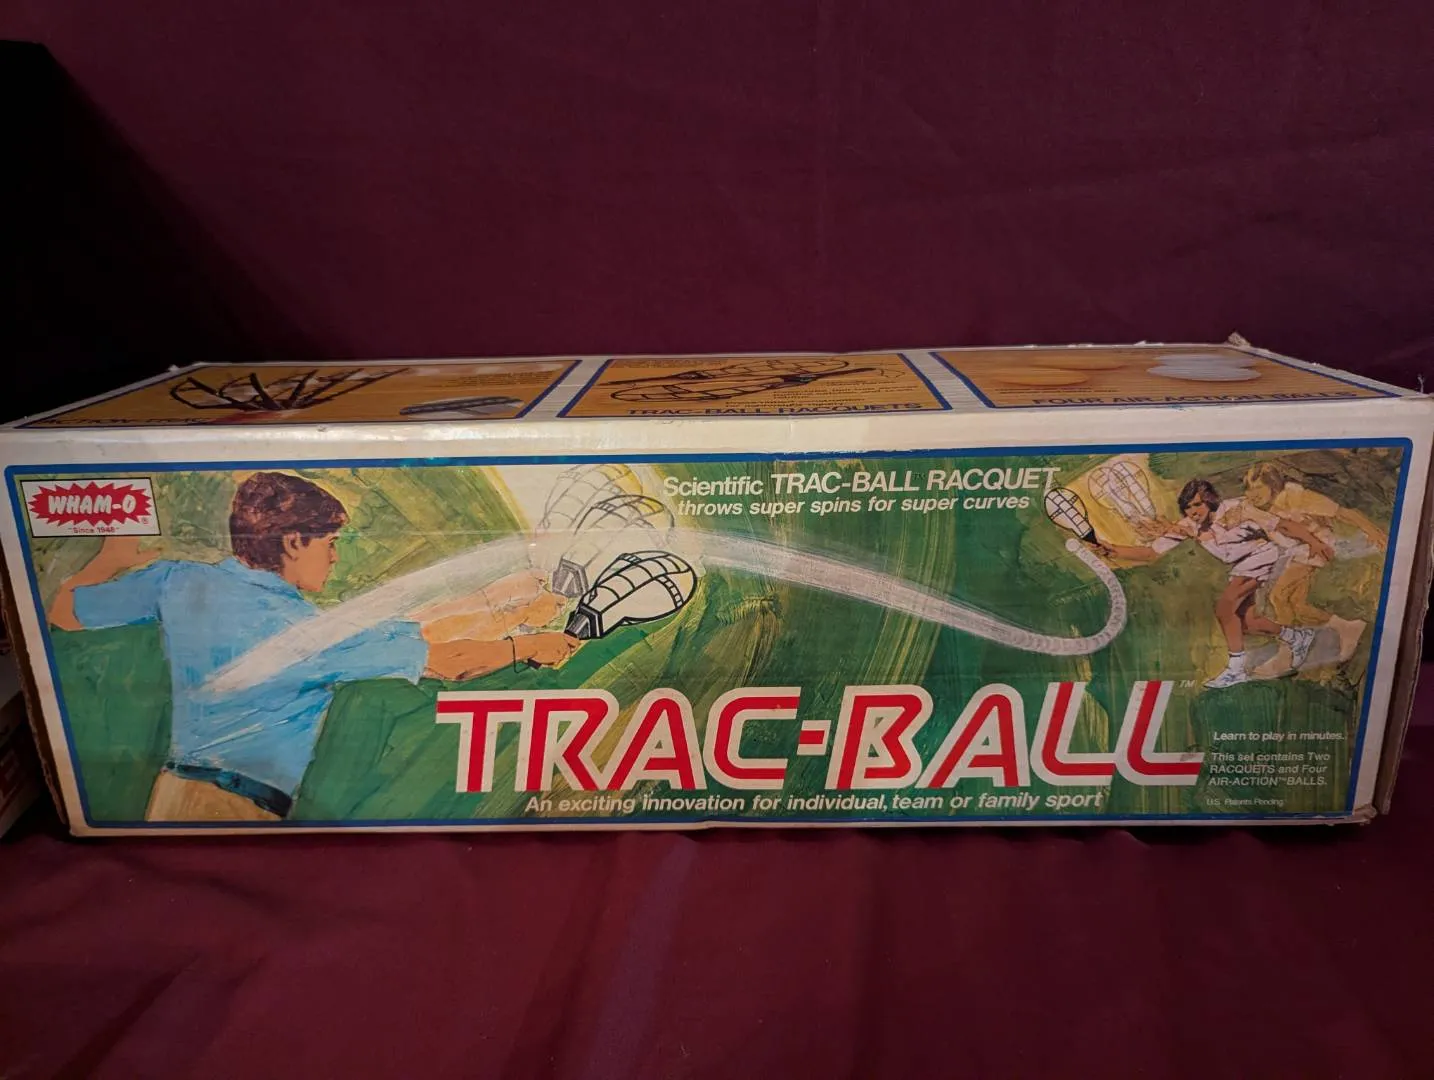 TRAC-BALL RACQUETS
FOUR AIR-ACTION BALLS
WHAM-O®
"Since 1948"
Scientific TRAC-BALL RACQUET
throws super spins for super curves
TRAC-BALL™
An exciting innovation for individual, team or family sport
Learn to play in minutes.
This set contains Two
RACQUETS and Four
AIR-ACTION™ BALLS.
U.S. Patents Pending